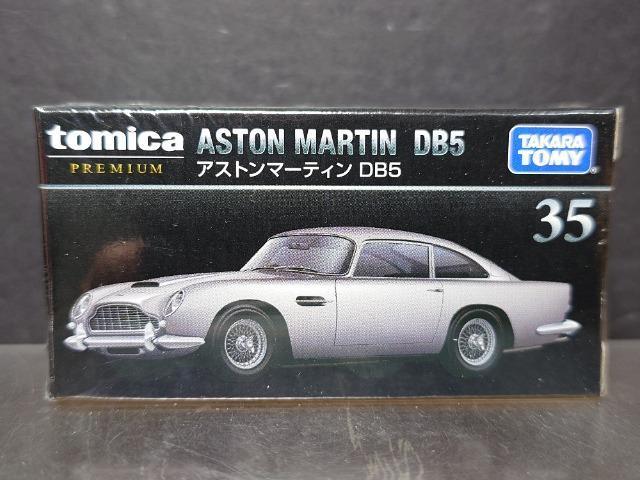 tomica ASTON MARTIN DB5
PREMIUM アストンマーティン DB5
TAKARA
TOMY
35